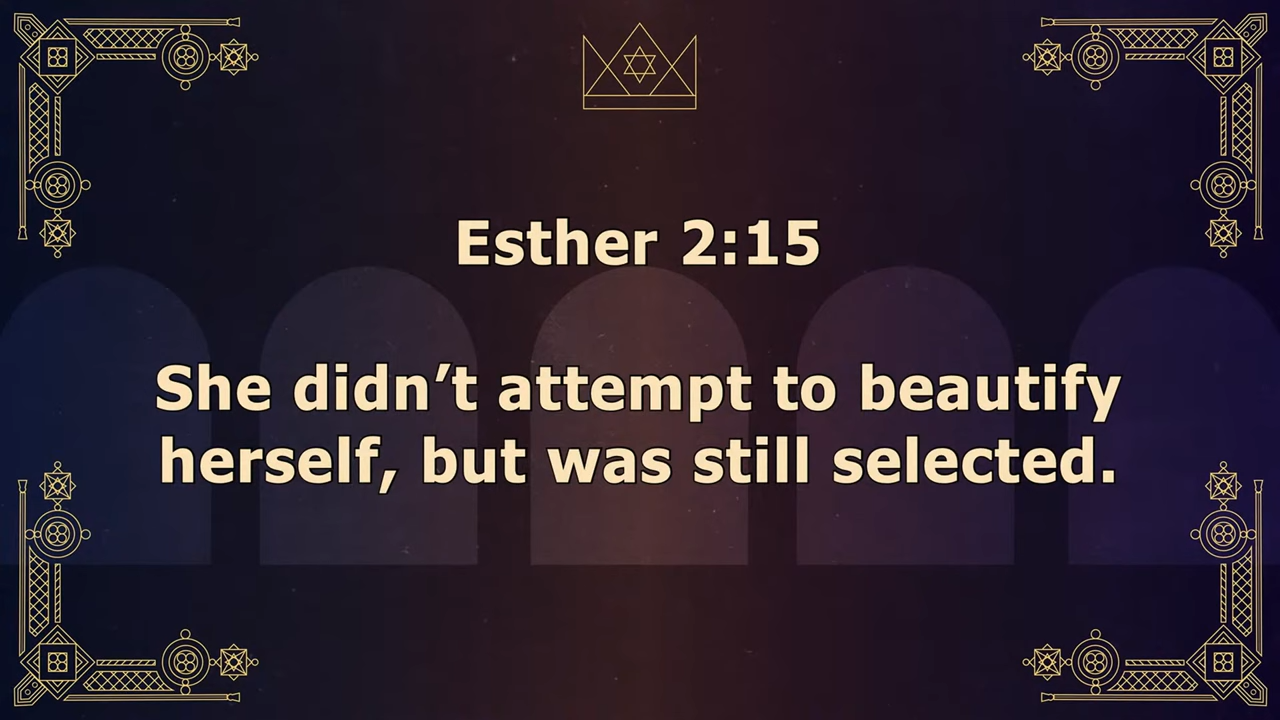 Esther 2:15
She didn’t attempt to beautify
herself, but was still selected.